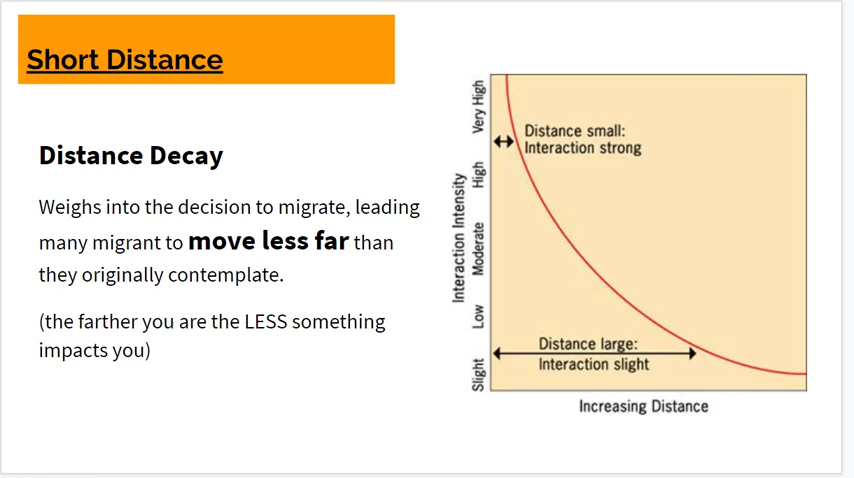 Short Distance
Distance Decay
Weighs into the decision to migrate, leading
many migrant to move less far than
they originally contemplate.
(the farther you are the LESS something
impacts you)
Interaction Intensity
Very High
High
Moderate
Low
Slight
Distance small:
Interaction strong
Distance large:
Interaction slight
Increasing Distance